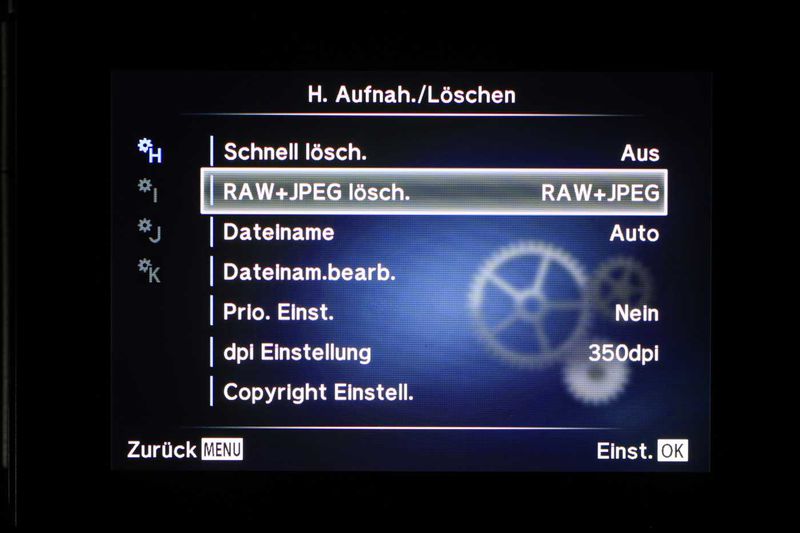 H. Aufnah./Löschen
H
Schnell lösch. Aus
I
RAW+JPEG lösch. RAW+JPEG
J
Dateiname Auto
K
Dateinam.bearb.
Prio. Einst. Nein
dpi Einstellung 350dpi
Copyright Einstell.
Zurück MENU Einst. OK